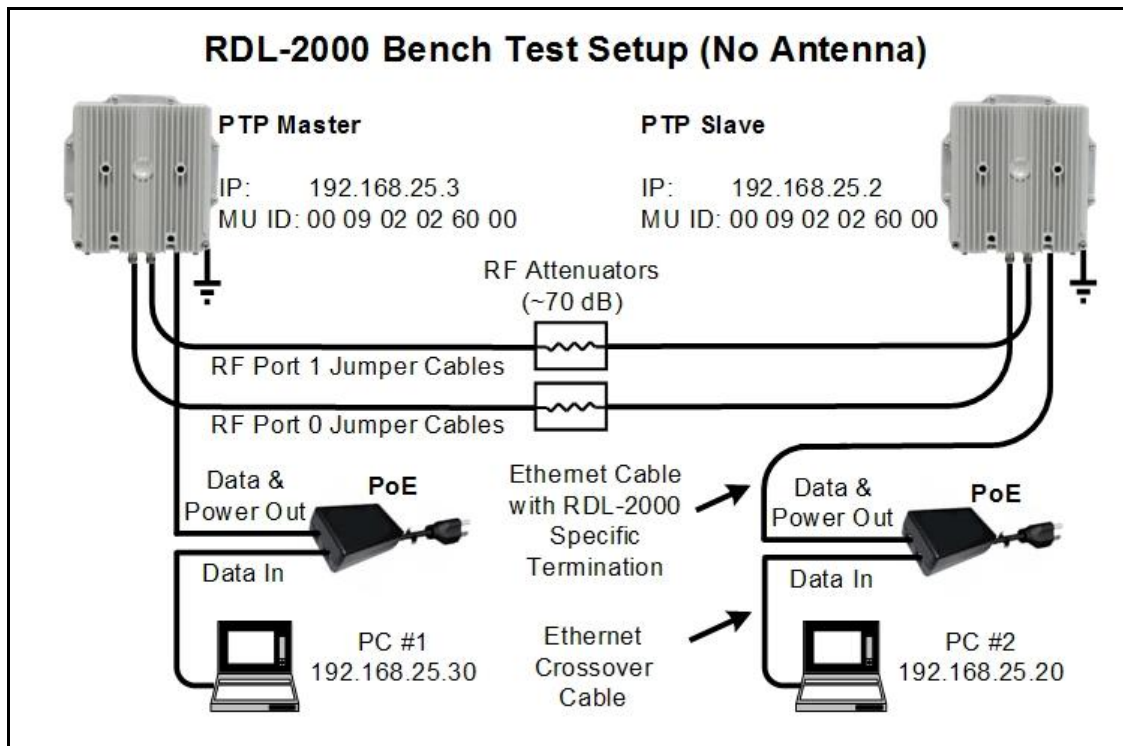 RDL-2000 Bench Test Setup (No Antenna)
PTP Master
IP: 192.168.25.3
MU ID: 00 09 02 02 60 00
PTP Slave
IP: 192.168.25.2
MU ID: 00 09 02 02 60 00
RF Attenuators
(~70 dB)
RF Port 1 Jumper Cables
RF Port 0 Jumper Cables
Data &
Power Out
PoE
Data In
PC #1
192.168.25.30
Ethernet Cable
with RDL-2000
Specific
Termination
Ethernet
Crossover
Cable
Data &
Power Out
PoE
Data In
PC #2
192.168.25.20